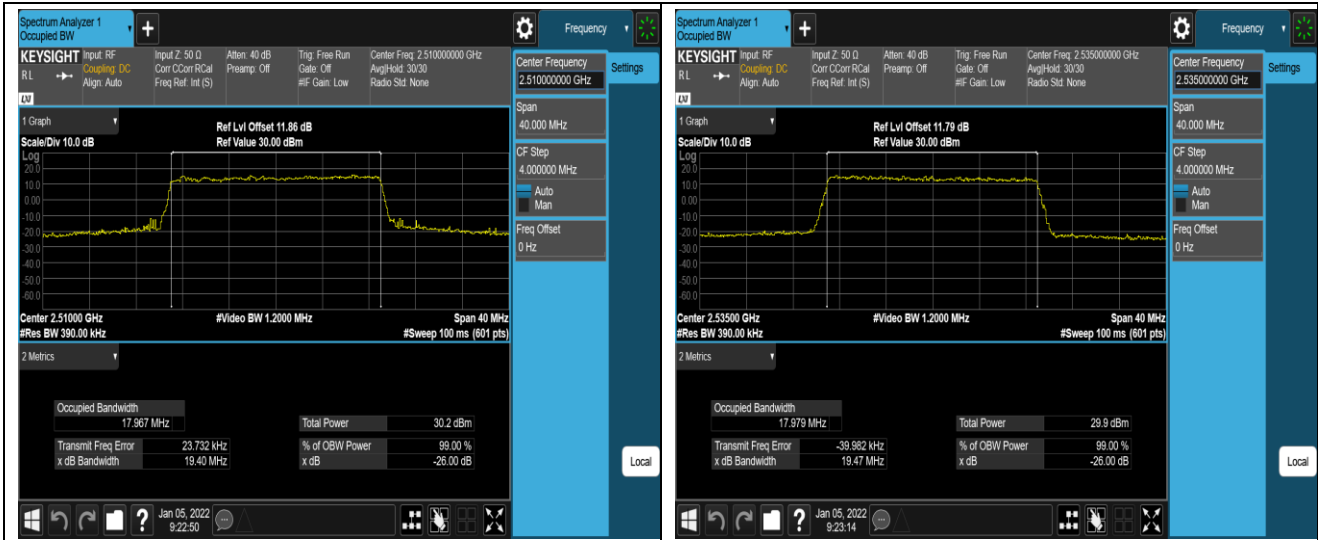 Spectrum Analyzer 1
Occupied BW
+
Frequency
KEYSIGHT
RL
LXI
Input: RF
Coupling: DC
Align: Auto
Input Z: 50 Ω
Corr CCorr RCal
Freq Ref: Int (S)
Atten: 40 dB
Preamp: Off
Trig: Free Run
Gate: Off
#IF Gain: Low
Center Freq: 2.510000000 GHz
Avg|Hold: 30/30
Radio Std: None
Center Frequency
2.510000000 GHz
Settings
Span
40.000 MHz
CF Step
4.000000 MHz
Auto
Man
Freq Offset
0 Hz
Local
1 Graph
Scale/Div 10.0 dB
Ref Lvl Offset 11.86 dB
Ref Value 30.00 dBm
Log
20.0
10.0
0.00
-10.0
-20.0
-30.0
-40.0
-50.0
-60.0
Center 2.51000 GHz
#Video BW 1.2000 MHz
Span 40 MHz
#Res BW 390.00 kHz
#Sweep 100 ms (601 pts)
2 Metrics
Occupied Bandwidth
17.967 MHz
Total Power 30.2 dBm
Transmit Freq Error 23.732 kHz
% of OBW Power 99.00 %
x dB Bandwidth 19.40 MHz
x dB -26.00 dB
?
Jan 05, 2022
9:22:50
Spectrum Analyzer 1
Occupied BW
+
Frequency
KEYSIGHT
RL
LXI
Input: RF
Coupling: DC
Align: Auto
Input Z: 50 Ω
Corr CCorr RCal
Freq Ref: Int (S)
Atten: 40 dB
Preamp: Off
Trig: Free Run
Gate: Off
#IF Gain: Low
Center Freq: 2.535000000 GHz
Avg|Hold: 30/30
Radio Std: None
Center Frequency
2.535000000 GHz
Settings
Span
40.000 MHz
CF Step
4.000000 MHz
Auto
Man
Freq Offset
0 Hz
Local
1 Graph
Scale/Div 10.0 dB
Ref Lvl Offset 11.79 dB
Ref Value 30.00 dBm
Log
20.0
10.0
0.00
-10.0
-20.0
-30.0
-40.0
-50.0
-60.0
Center 2.53500 GHz
#Video BW 1.2000 MHz
Span 40 MHz
#Res BW 390.00 kHz
#Sweep 100 ms (601 pts)
2 Metrics
Occupied Bandwidth
17.979 MHz
Total Power 29.9 dBm
Transmit Freq Error -39.982 kHz
% of OBW Power 99.00 %
x dB Bandwidth 19.47 MHz
x dB -26.00 dB
?
Jan 05, 2022
9:23:14